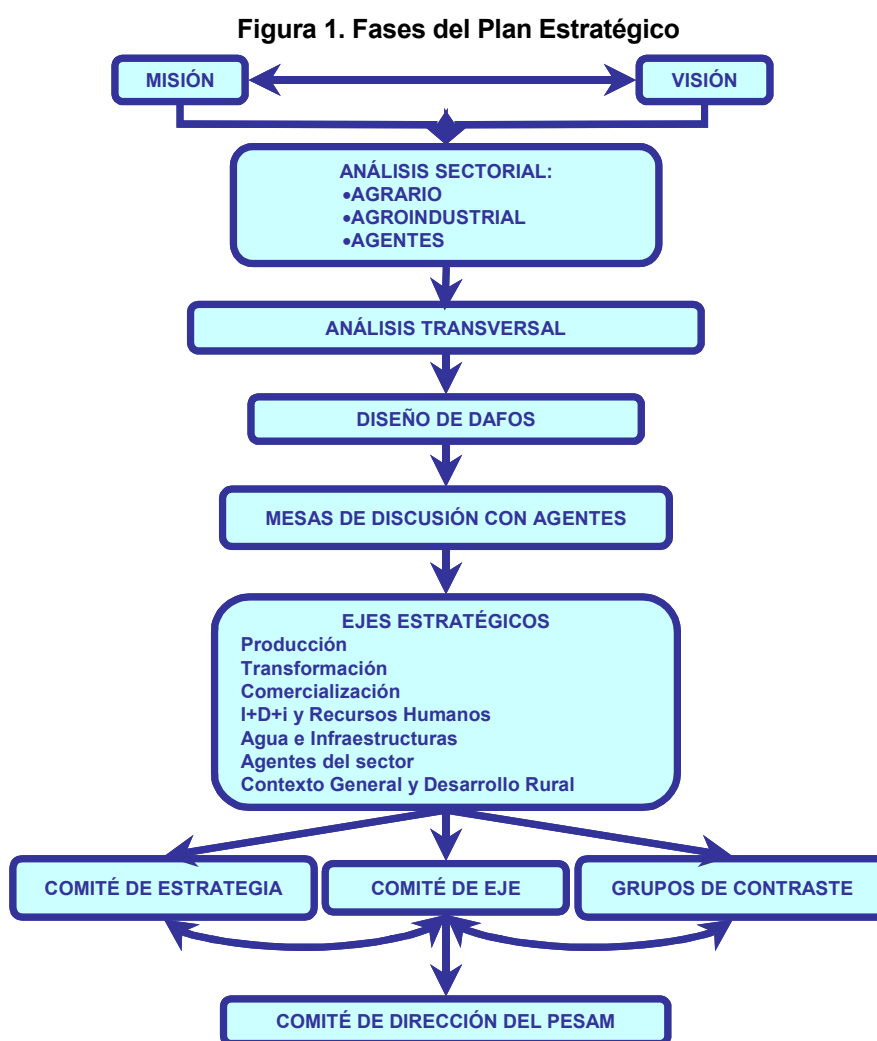 Figura 1. Fases del Plan Estratégico
MISIÓN
VISIÓN
ANÁLISIS SECTORIAL:
•AGRARIO
•AGROINDUSTRIAL
•AGENTES
ANÁLISIS TRANSVERSAL
DISEÑO DE DAFOS
MESAS DE DISCUSIÓN CON AGENTES
EJES ESTRATÉGICOS
Producción
Transformación
Comercialización
I+D+i y Recursos Humanos
Agua e Infraestructuras
Agentes del sector
Contexto General y Desarrollo Rural
COMITÉ DE ESTRATEGIA
COMITÉ DE EJE
GRUPOS DE CONTRASTE
COMITÉ DE DIRECCIÓN DEL PESAM